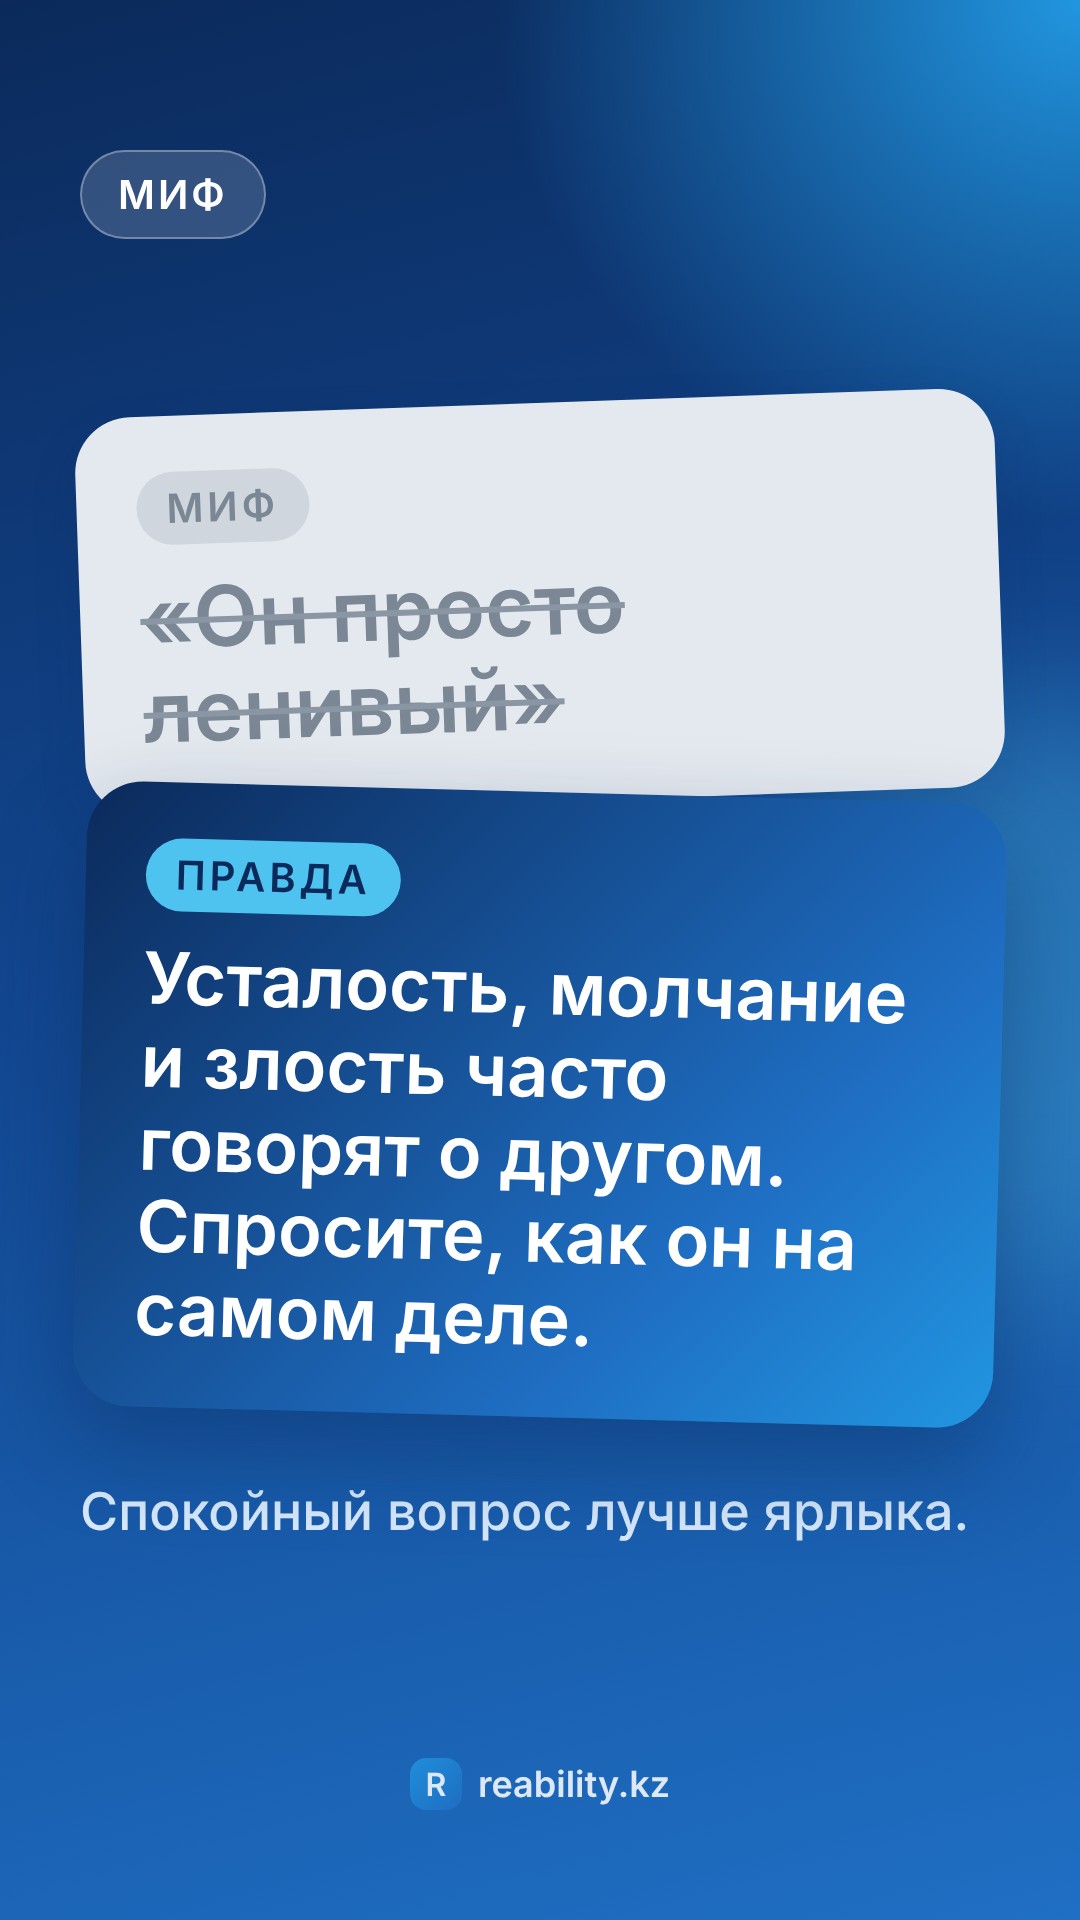 МИФ
МИФ
«Он просто
ленивый»
ПРАВДА
Усталость, молчание
и злость часто
говорят о другом.
Спросите, как он на
самом деле.
Спокойный вопрос лучше ярлыка.
R reability.kz